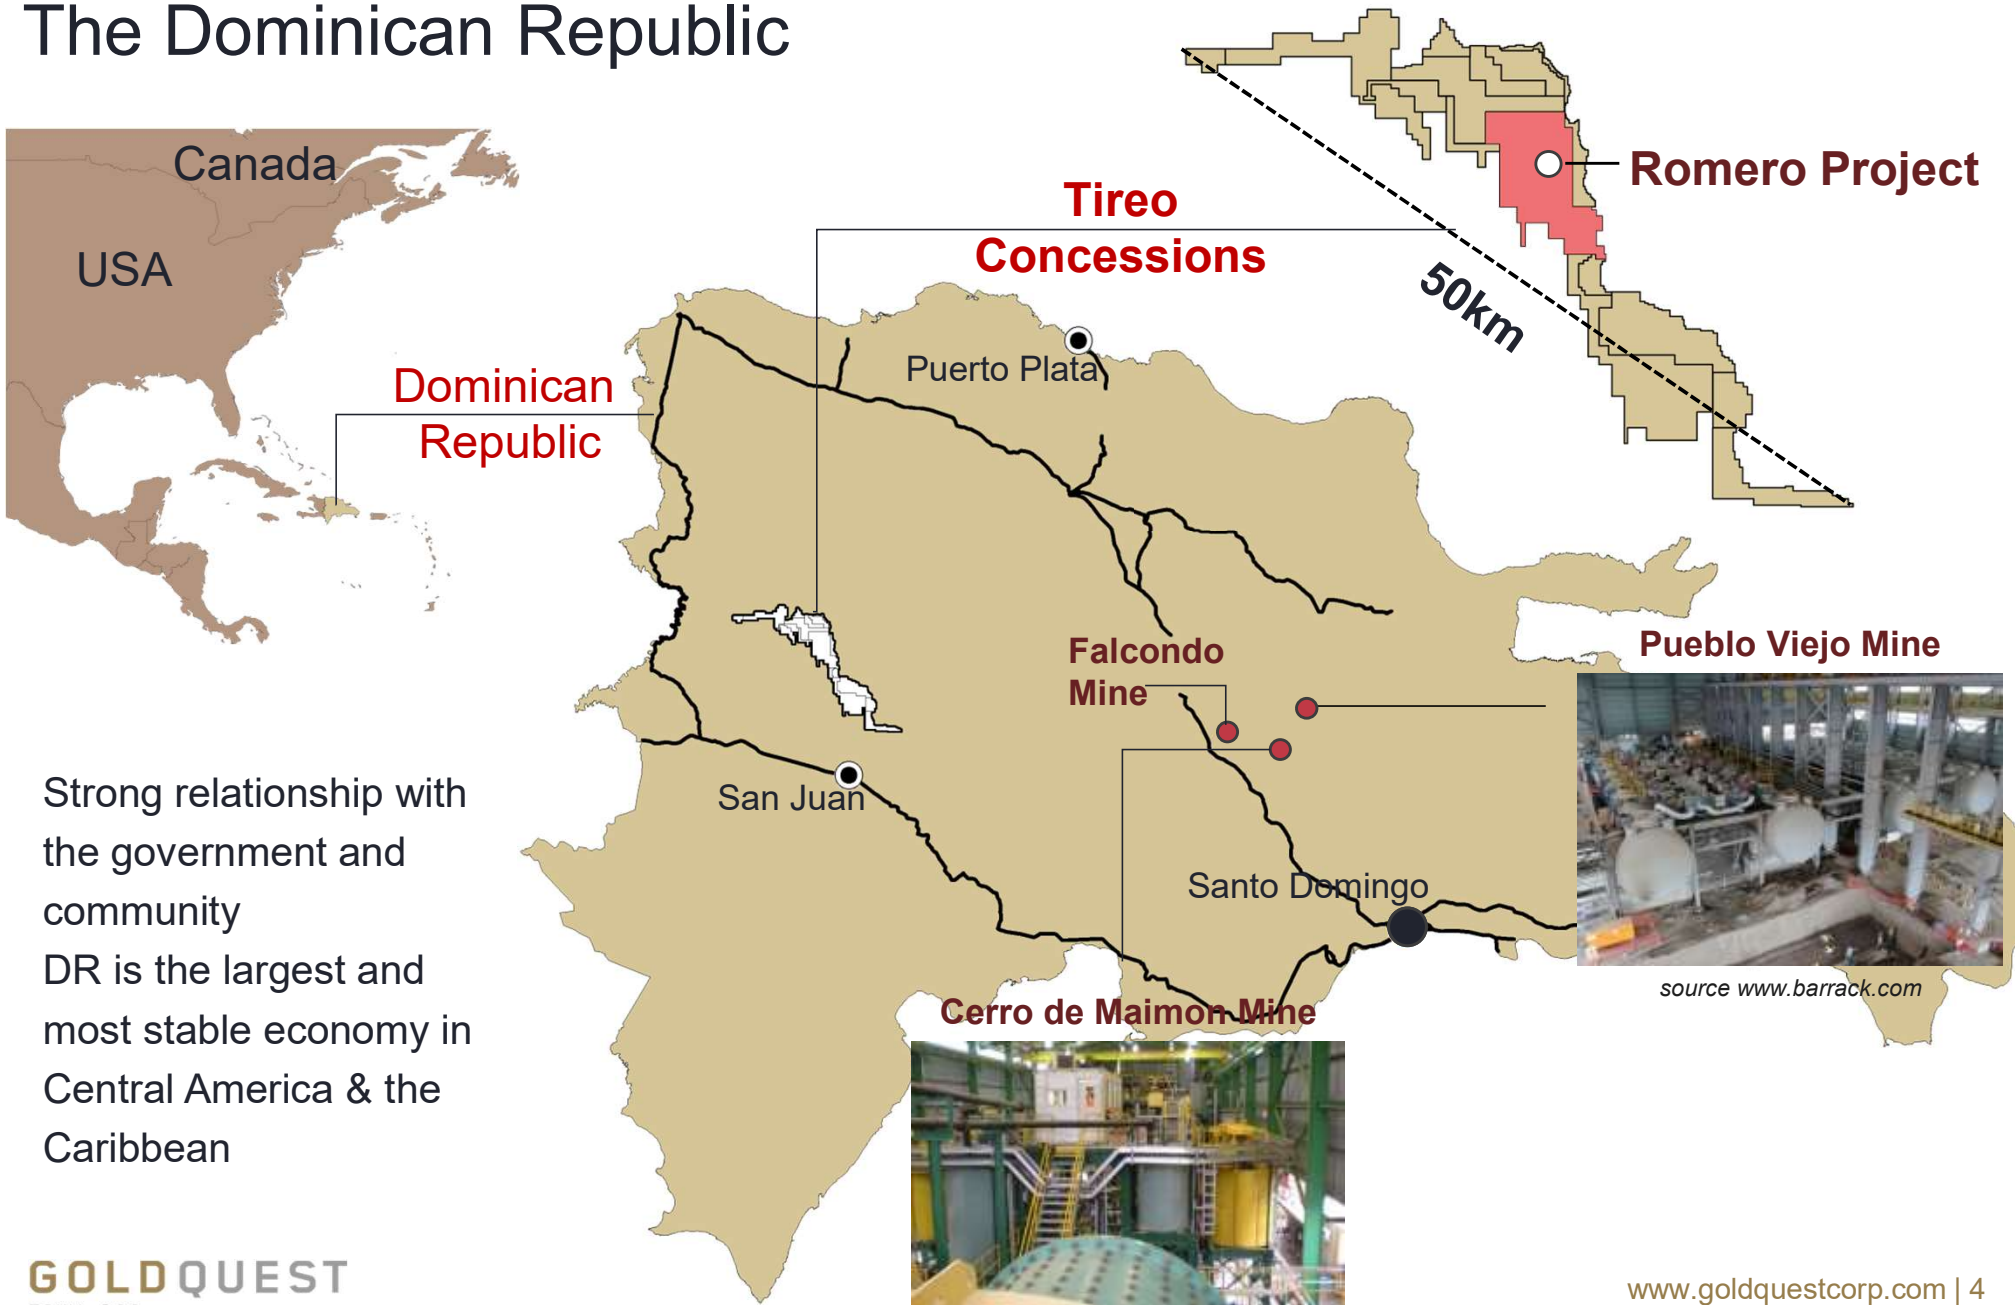 The Dominican Republic
Canada
USA
Dominican
Republic
Tireo
Concessions
Romero Project
50km
Puerto Plata
Falcondo
Mine
Pueblo Viejo Mine
San Juan
Santo Domingo
source www.barrack.com
Cerro de Maimon Mine
Strong relationship with
the government and
community
DR is the largest and
most stable economy in
Central America & the
Caribbean
GOLDQUEST
www.goldquestcorp.com | 4